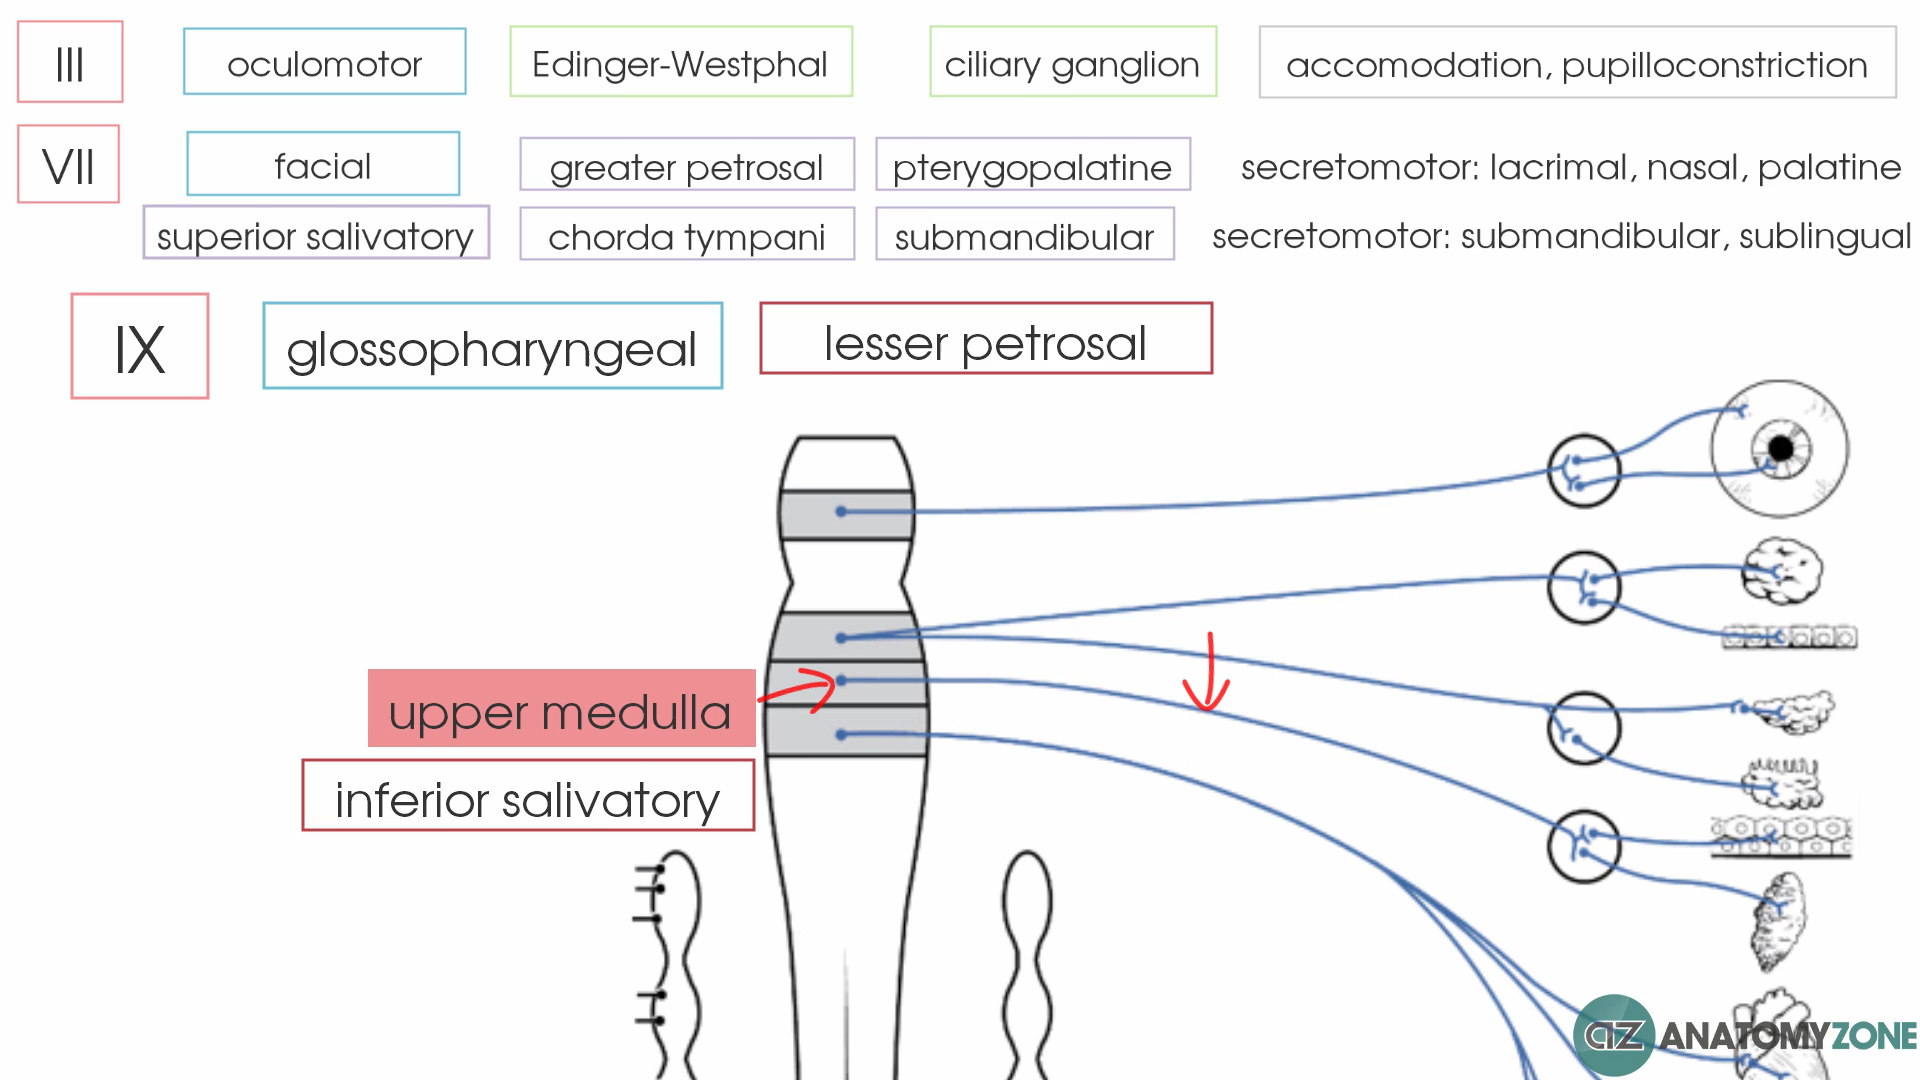 III oculomotor Edinger-Westphal ciliary ganglion accomodation, pupilloconstriction
VII facial greater petrosal pterygopalatine secretomotor: lacrimal, nasal, palatine
superior salivatory chorda tympani submandibular secretomotor: submandibular, sublingual
IX glossopharyngeal lesser petrosal
upper medulla
inferior salivatory
az ANATOMYZONE